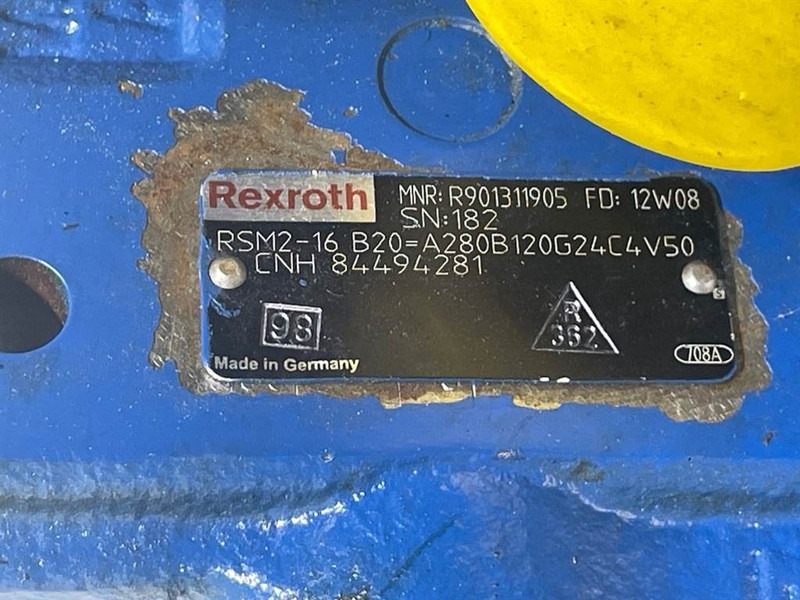 Rexroth MNR: R901311905 FD: 12W08
SN:182
RSM2-16 B20=A280B120G24C4V50
CNH 84494281
S
98
R
362
Made in Germany
708A